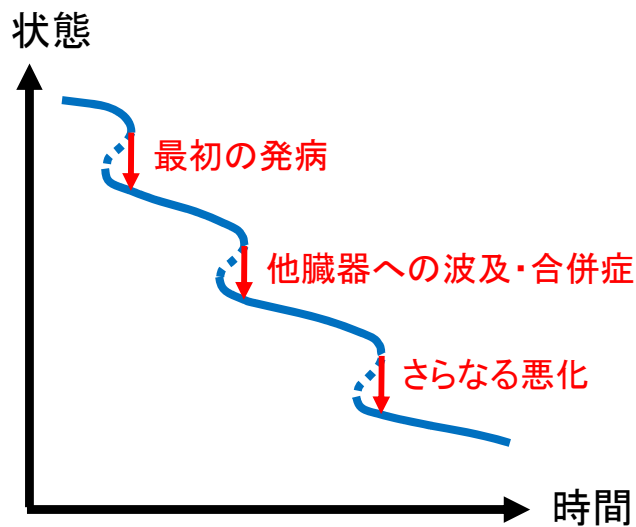 状態
最初の発病
他臓器への波及・合併症
さらなる悪化
時間